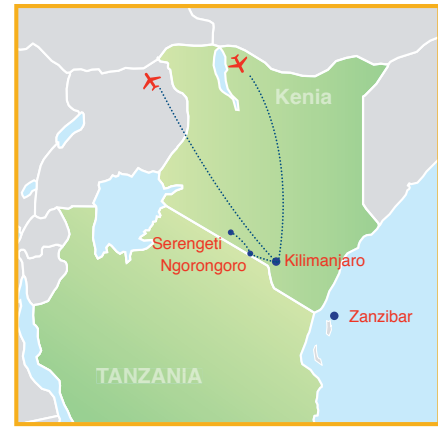 Kenia
Serengeti
Ngorongoro
Kilimanjaro
Zanzibar
TANZANIA